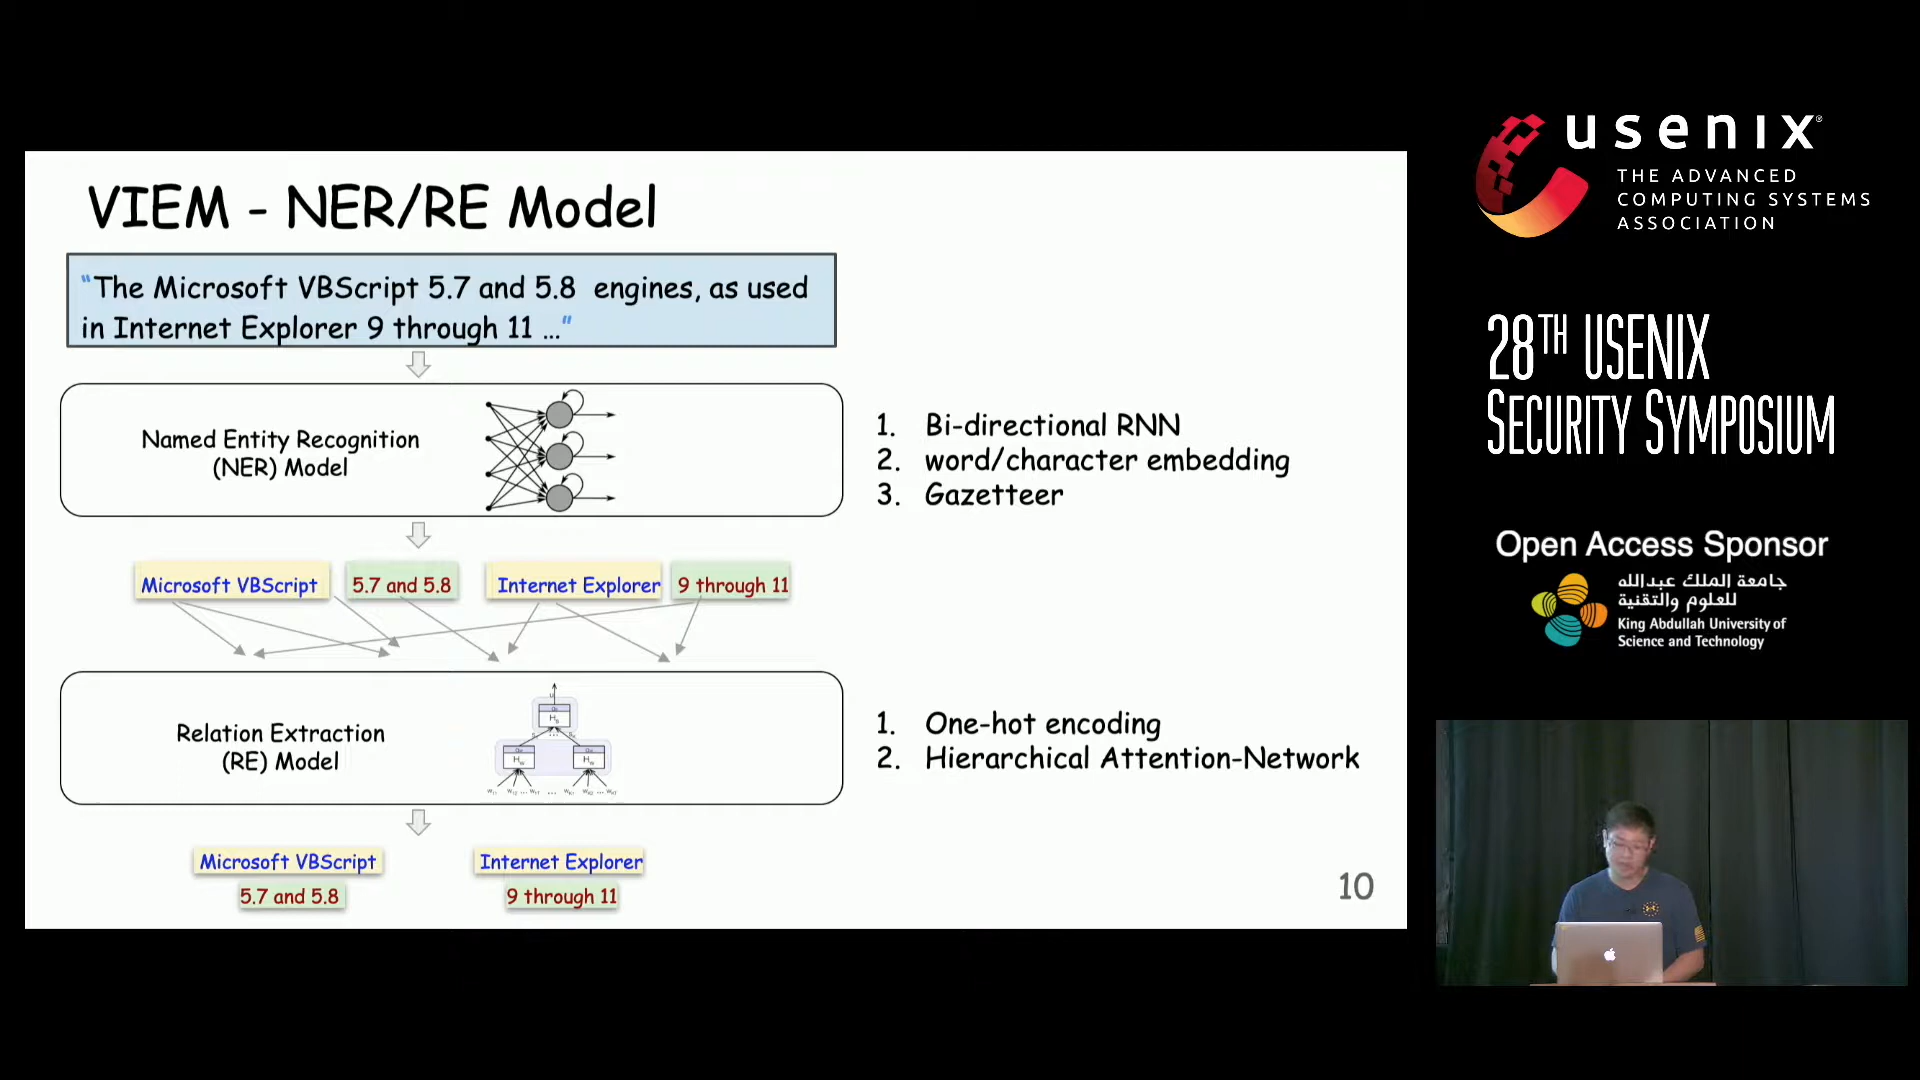 VIEM - NER/RE Model
"The Microsoft VBScript 5.7 and 5.8 engines, as used
in Internet Explorer 9 through 11 ..."
Named Entity Recognition
(NER) Model
1. Bi-directional RNN
2. word/character embedding
3. Gazetteer
Microsoft VBScript
5.7 and 5.8
Internet Explorer
9 through 11
Relation Extraction
(RE) Model
1. One-hot encoding
2. Hierarchical Attention-Network
Microsoft VBScript
5.7 and 5.8
Internet Explorer
9 through 11
10
usenix®
THE ADVANCED
COMPUTING SYSTEMS
ASSOCIATION
28TH USENIX
SECURITY SYMPOSIUM
Open Access Sponsor
جامعة الملك عبدالله
للعلوم والتقنية
King Abdullah University of
Science and Technology